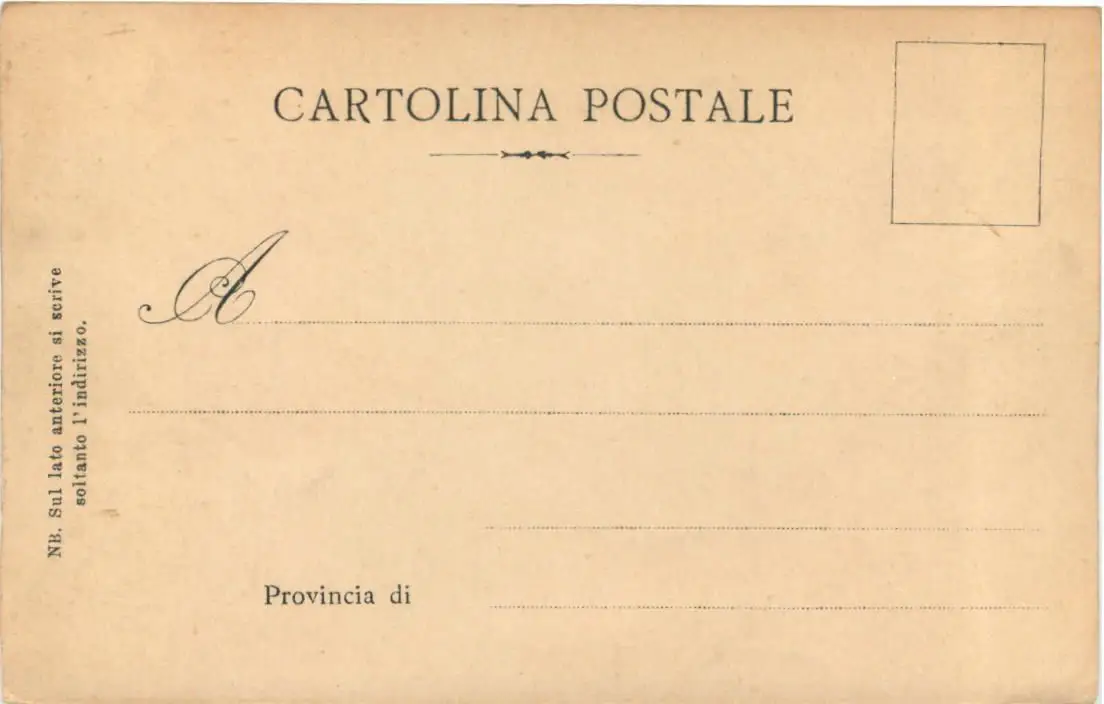 CARTOLINA POSTALE
A
Provincia di
NB. Sul lato anteriore si scrive
soltanto l'indirizzo.